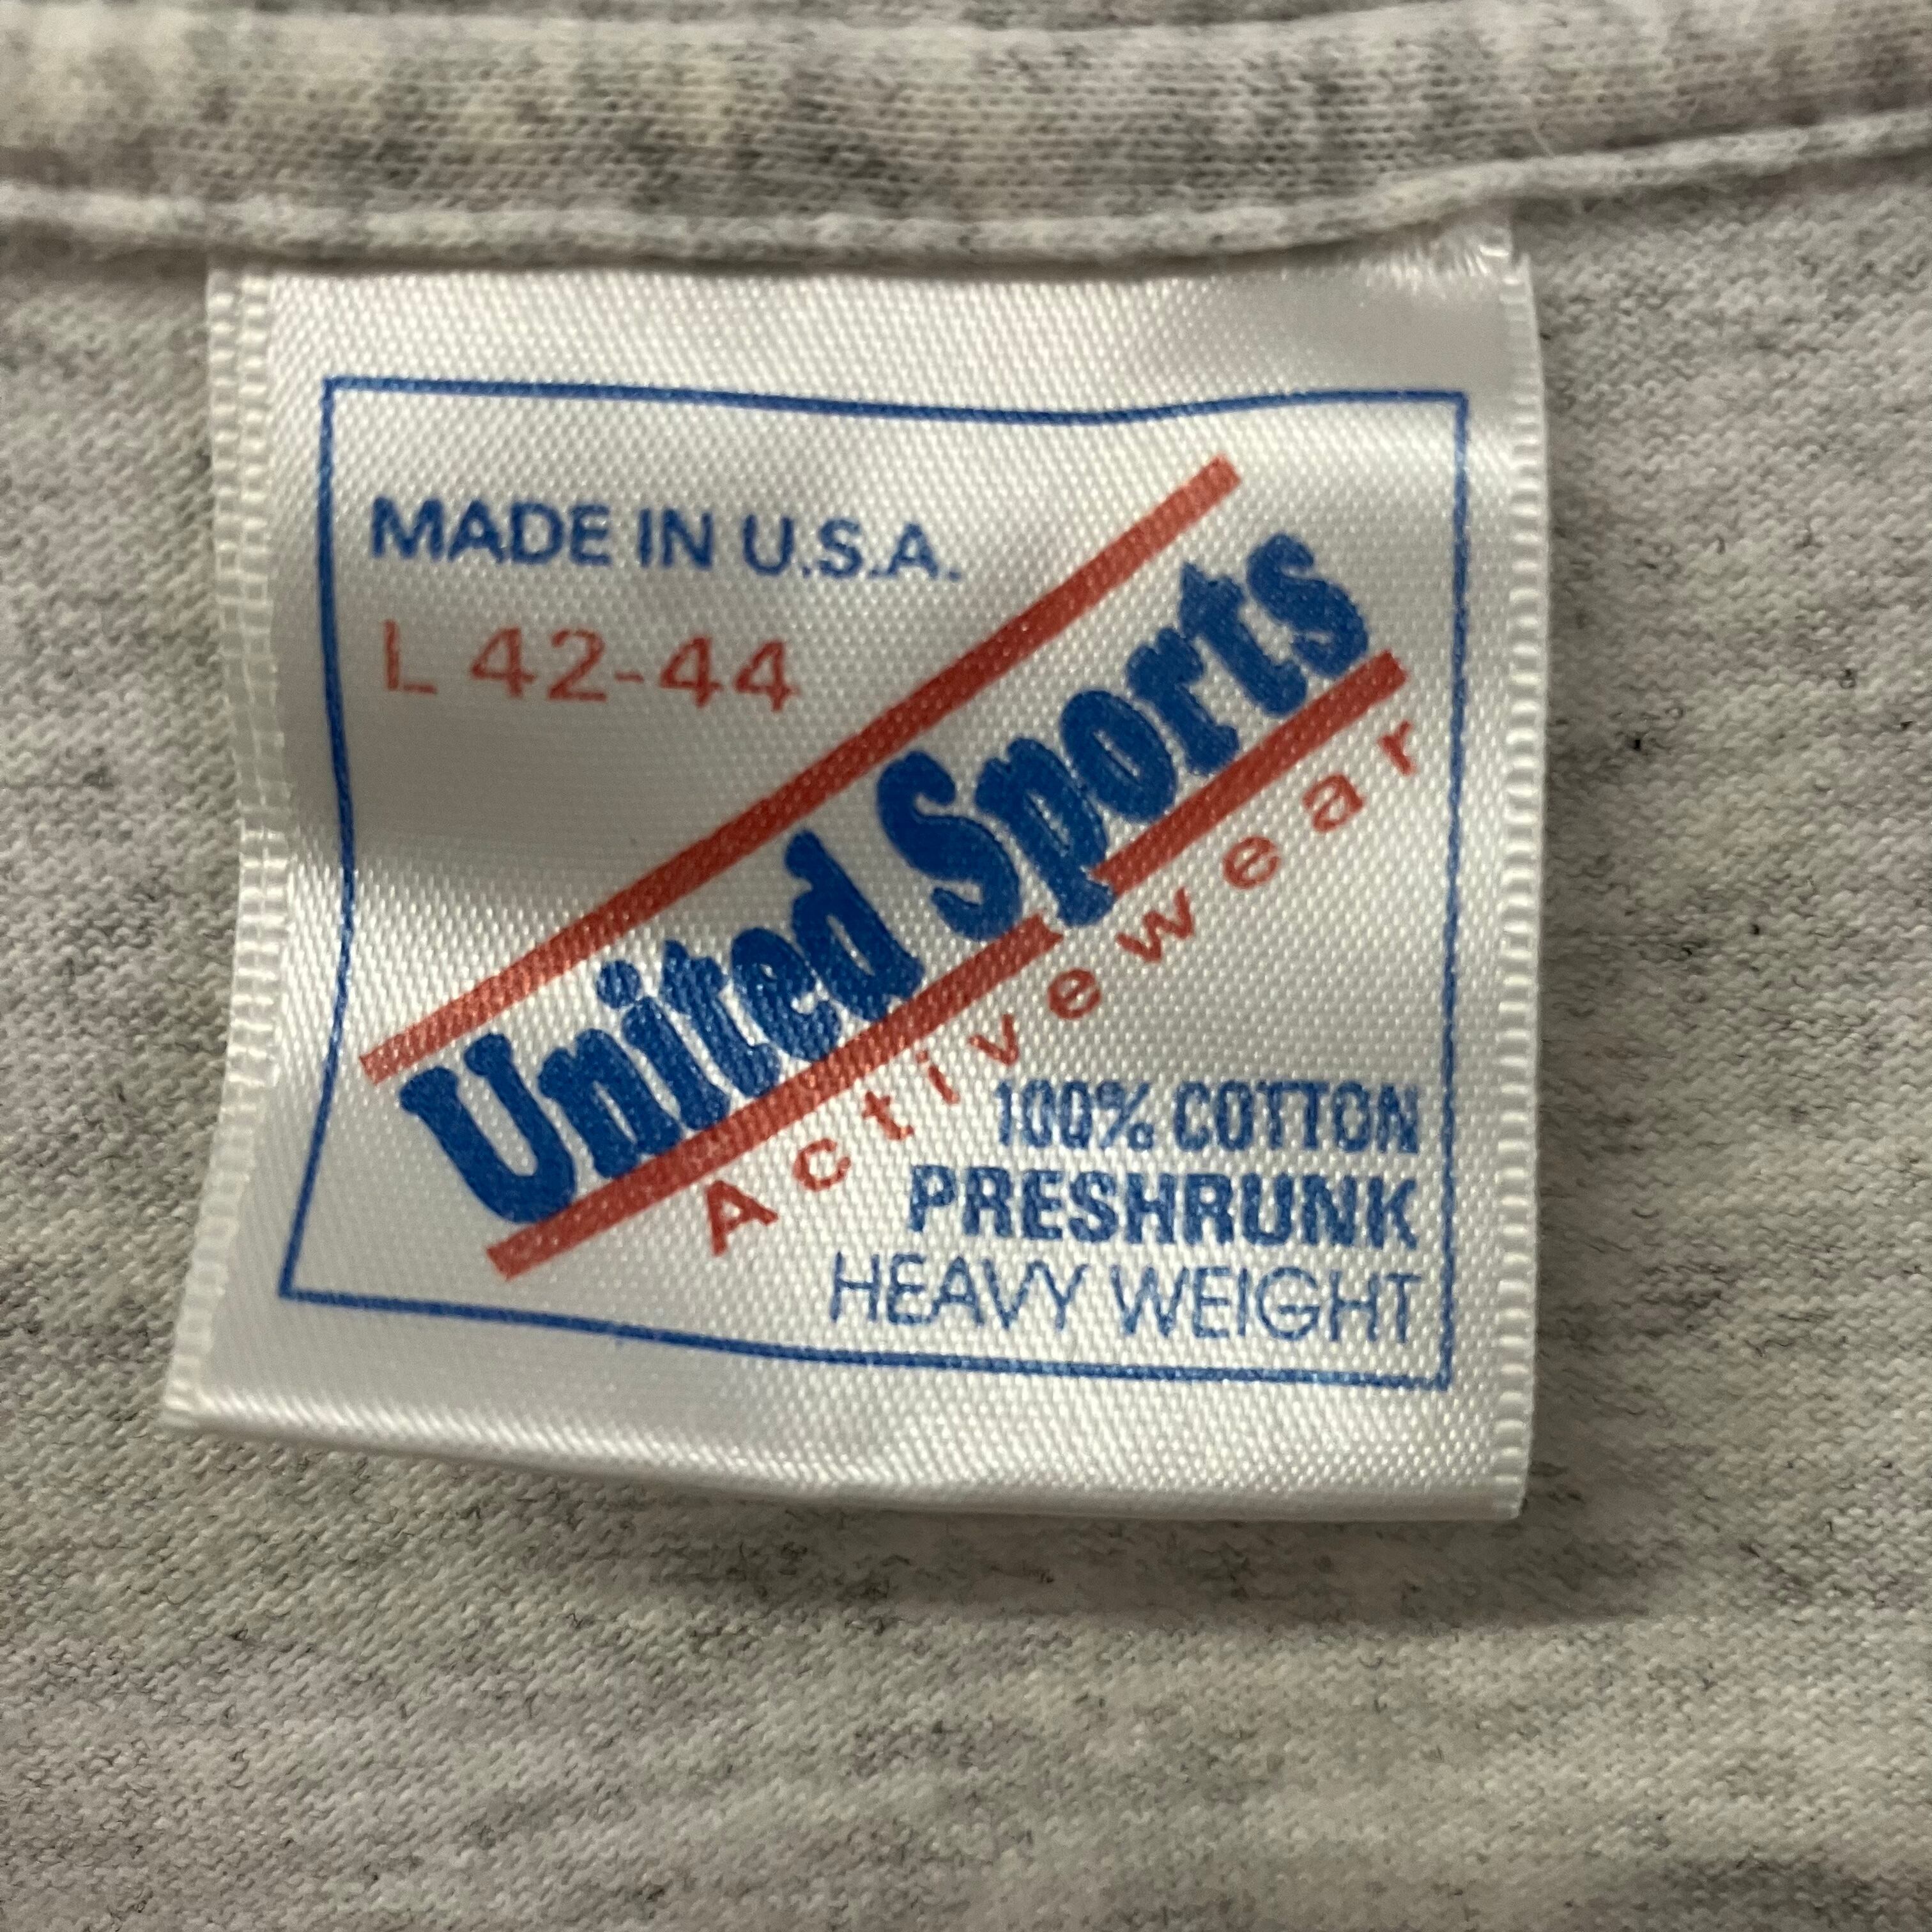 MADE IN U.S.A.
L 42-44
United Sports
Activewear
100% COTTON
PRESHRUNK
HEAVY WEIGHT